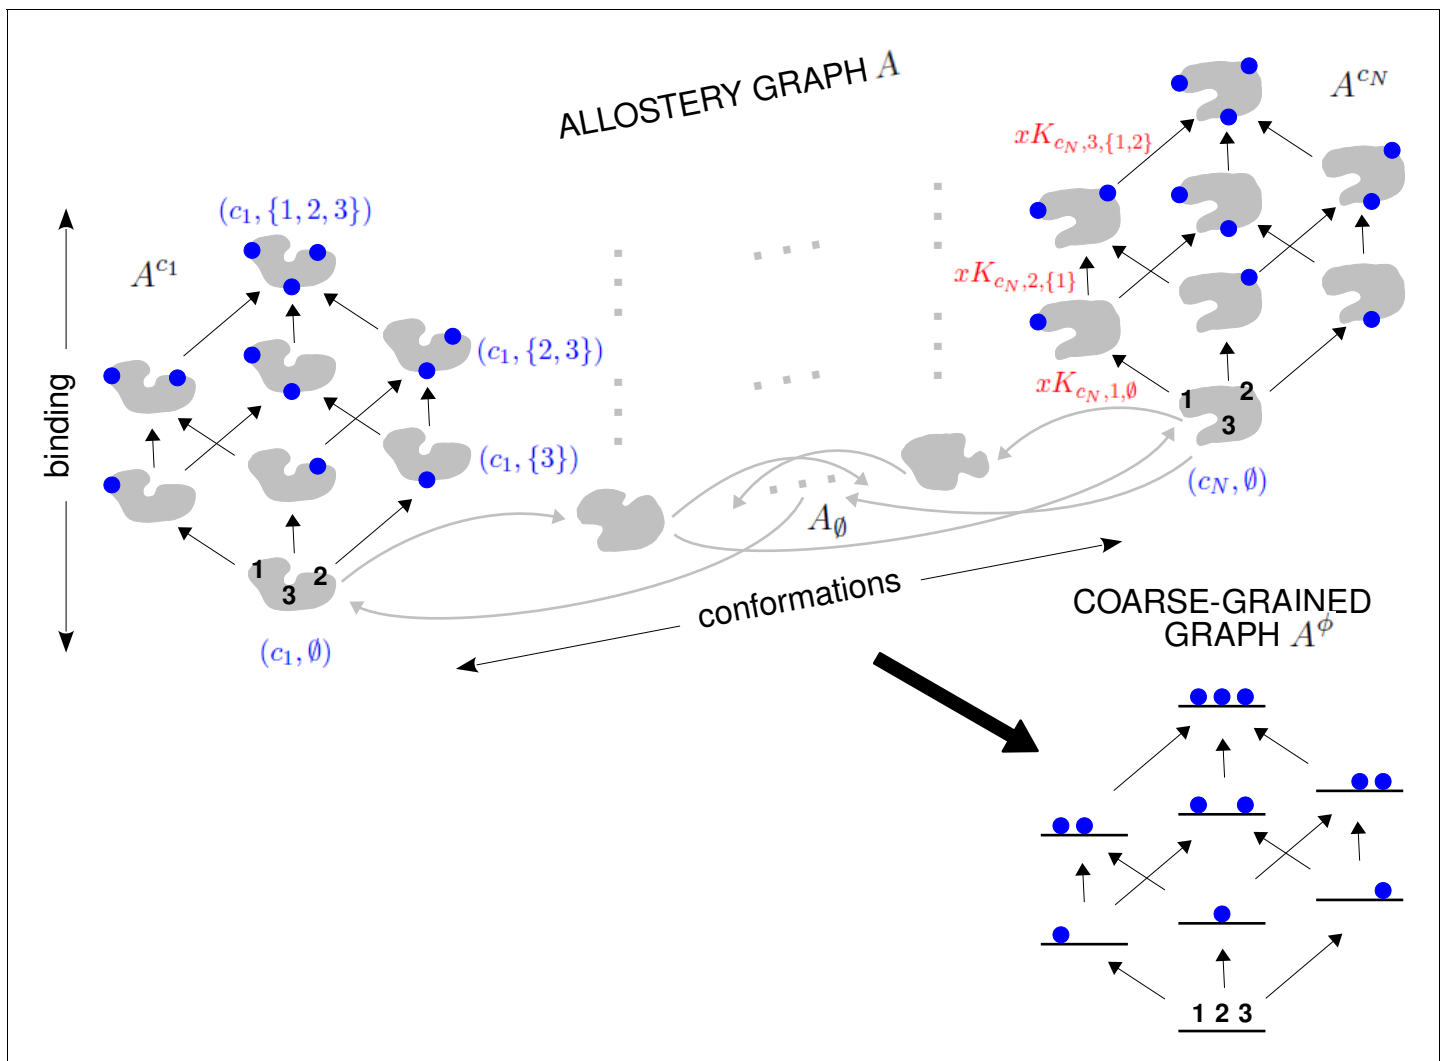 ALLOSTERY GRAPH A
A^{c_N}
xK_{c_N,3,{1,2}}
(c_1, {1, 2, 3})
A^{c_1}
xK_{c_N,2,{1}}
(c_1, {2, 3})
xK_{c_N,1,∅}
binding
1 2
3
(c_1, {3})
(c_N, ∅)
A_∅
1 2
3
conformations
(c_1, ∅)
COARSE-GRAINED
GRAPH A^ϕ
1 2 3